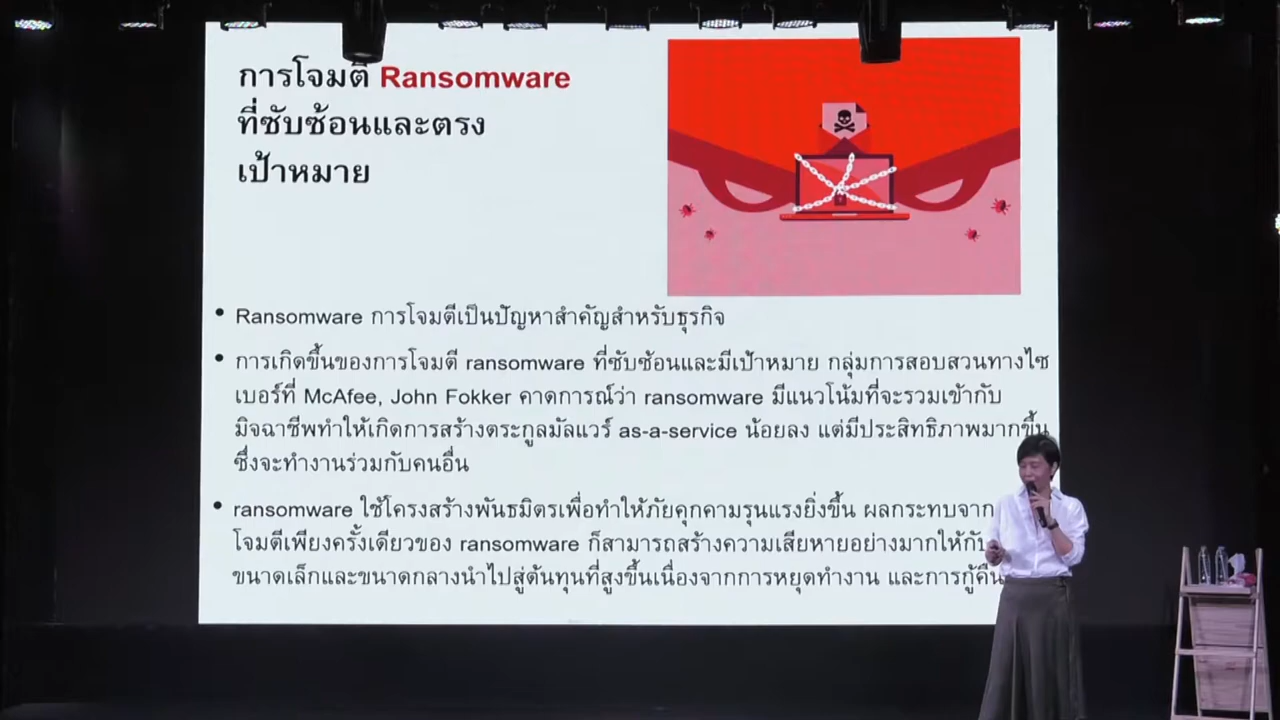 การโจมตี Ransomware
ที่ซับซ้อนและตรง
เป้าหมาย
• Ransomware การโจมตีเป็นปัญหาสำคัญสำหรับธุรกิจ
• การเกิดขึ้นของการโจมตี ransomware ที่ซับซ้อนและมีเป้าหมาย กลุ่มการสอบสวนทางไซ
เบอร์ที่ McAfee, John Fokker คาดการณ์ว่า ransomware มีแนวโน้มที่จะรวมเข้ากับ
มิจฉาชีพทำให้เกิดการสร้างตระกูลมัลแวร์ as-a-service น้อยลง แต่มีประสิทธิภาพมากขึ้น
ซึ่งจะทำงานร่วมกับคนอื่น
• ransomware ใช้โครงสร้างพันธมิตรเพื่อทำให้ภัยคุกคามรุนแรงยิ่งขึ้น ผลกระทบจาก
โจมตีเพียงครั้งเดียวของ ransomware ก็สามารถสร้างความเสียหายอย่างมากให้กับ
ขนาดเล็กและขนาดกลางนำไปสู่ต้นทุนที่สูงขึ้นเนื่องจากการหยุดทำงาน และการกู้คืน